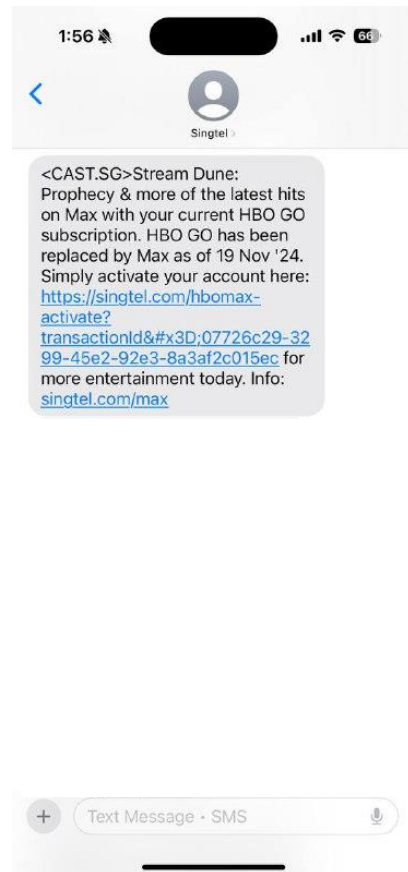 1:56
66
Singtel >
<CAST.SG>Stream Dune:
Prophecy & more of the latest hits
on Max with your current HBO GO
subscription. HBO GO has been
replaced by Max as of 19 Nov '24.
Simply activate your account here:
https://singtel.com/hbomax-
activate?
transactionId&#x3D;07726c29-32
99-45e2-92e3-8a3af2c015ec for
more entertainment today. Info:
singtel.com/max
Text Message • SMS